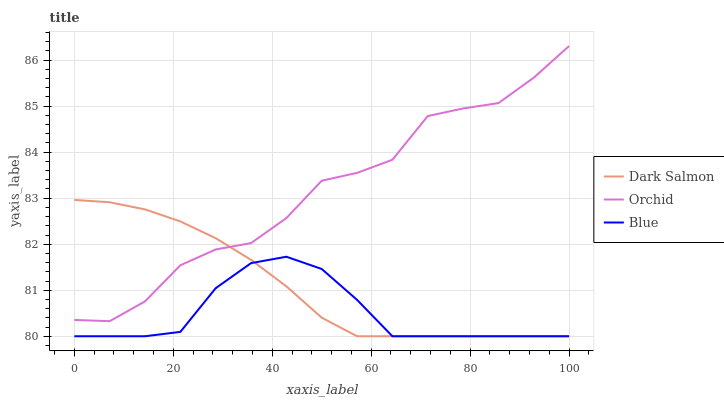 title
86
85
84
83
82
81
80
yaxis_label
0 20 40 60 80 100
xaxis_label
Dark Salmon
Orchid
Blue